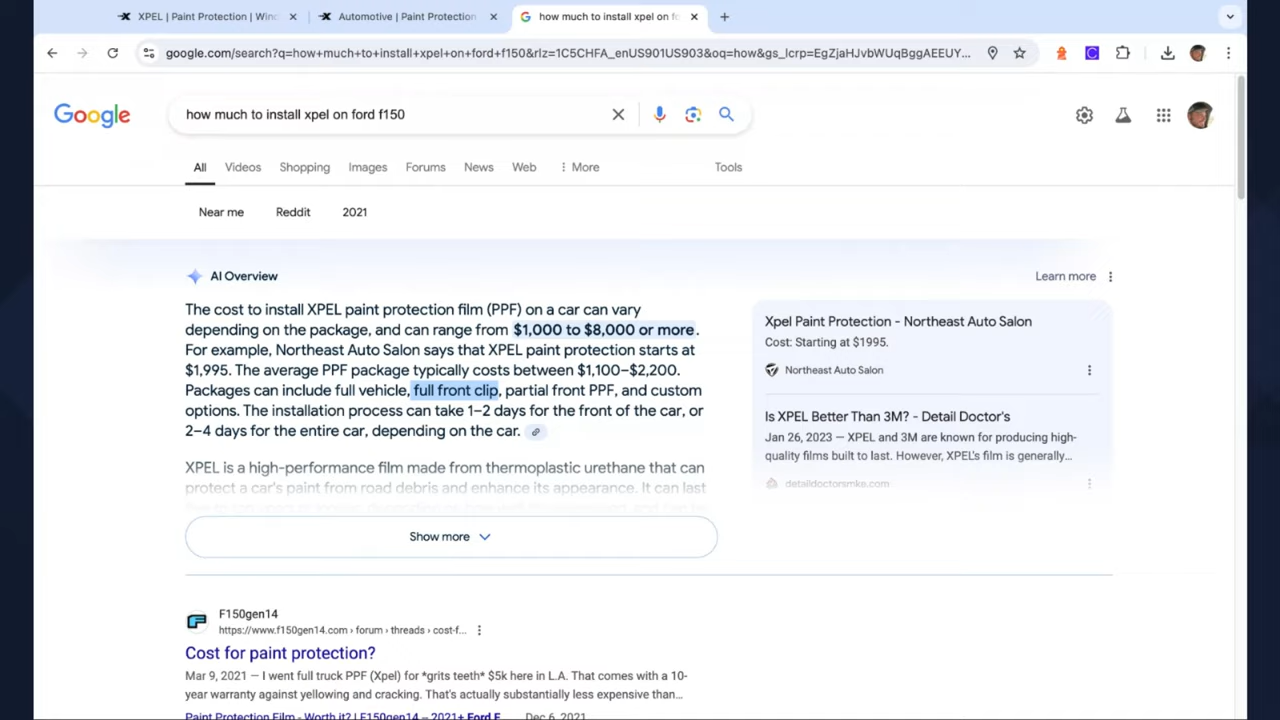 XPEL | Paint Protection | Wind
Automotive | Paint Protection
how much to install xpel on fo
google.com/search?q=how+much+to+install+xpel+on+ford+f150&rlz=1C5CHFA_enUS901US903&oq=how&gs_lcrp=EgZjaHJvbWUqBggAEEUY...
Google
how much to install xpel on ford f150
All Videos Shopping Images Forums News Web More Tools
Near me Reddit 2021
AI Overview
Learn more
The cost to install XPEL paint protection film (PPF) on a car can vary
depending on the package, and can range from $1,000 to $8,000 or more.
For example, Northeast Auto Salon says that XPEL paint protection starts at
$1,995. The average PPF package typically costs between $1,100–$2,200.
Packages can include full vehicle, full front clip, partial front PPF, and custom
options. The installation process can take 1–2 days for the front of the car, or
2–4 days for the entire car, depending on the car.
XPEL is a high-performance film made from thermoplastic urethane that can
protect a car's paint from road debris and enhance its appearance. It can last
Show more
Xpel Paint Protection - Northeast Auto Salon
Cost: Starting at $1995.
Northeast Auto Salon
Is XPEL Better Than 3M? - Detail Doctor's
Jan 26, 2023 — XPEL and 3M are known for producing high-
quality films built to last. However, XPEL's film is generally...
detaildoctorsmke.com
F150gen14
https://www.f150gen14.com › forum › threads › cost-f...
Cost for paint protection?
Mar 9, 2021 — I went full truck PPF (Xpel) for *grits teeth* $5k here in L.A. That comes with a 10-
year warranty against yellowing and cracking. That's actually substantially less expensive than...
Paint Protection Film - Worth it? | F150gen14 -- 2021+ Ford F... Dec 6, 2021